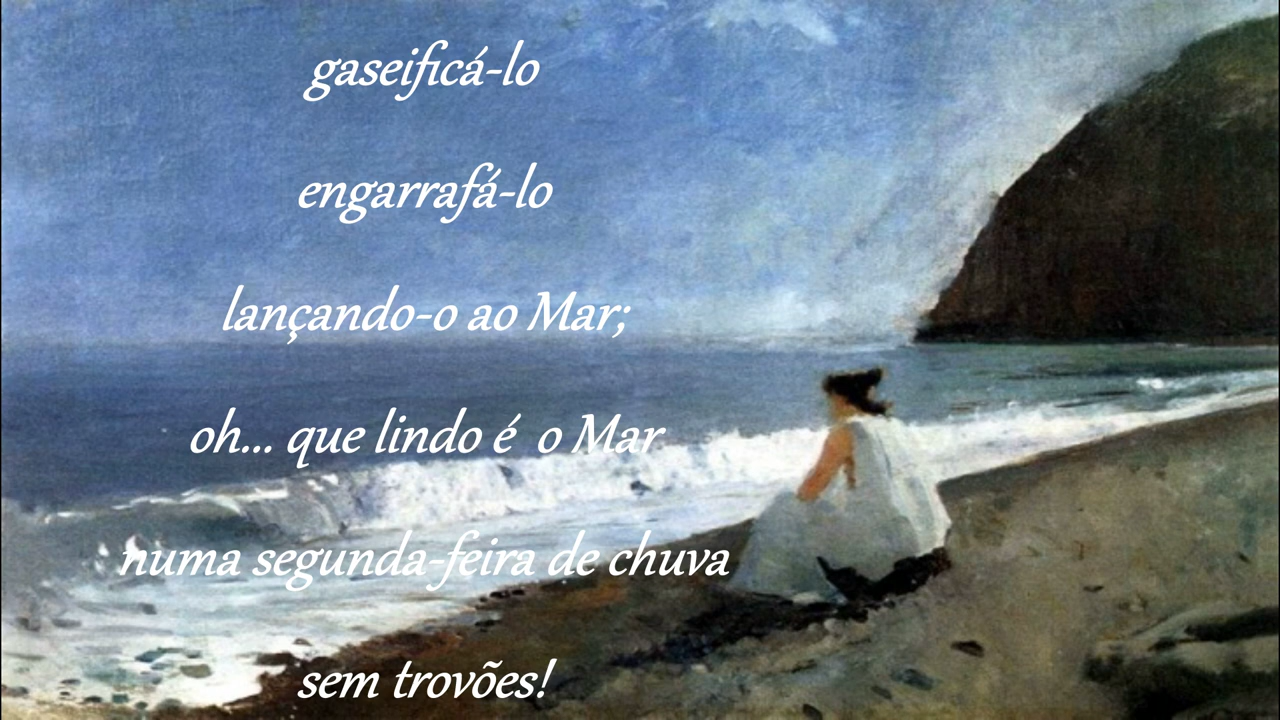 gaseificá-lo
engarrafá-lo
lançando-o ao Mar;
oh... que lindo é  o Mar
numa segunda-feira de chuva
sem trovões!